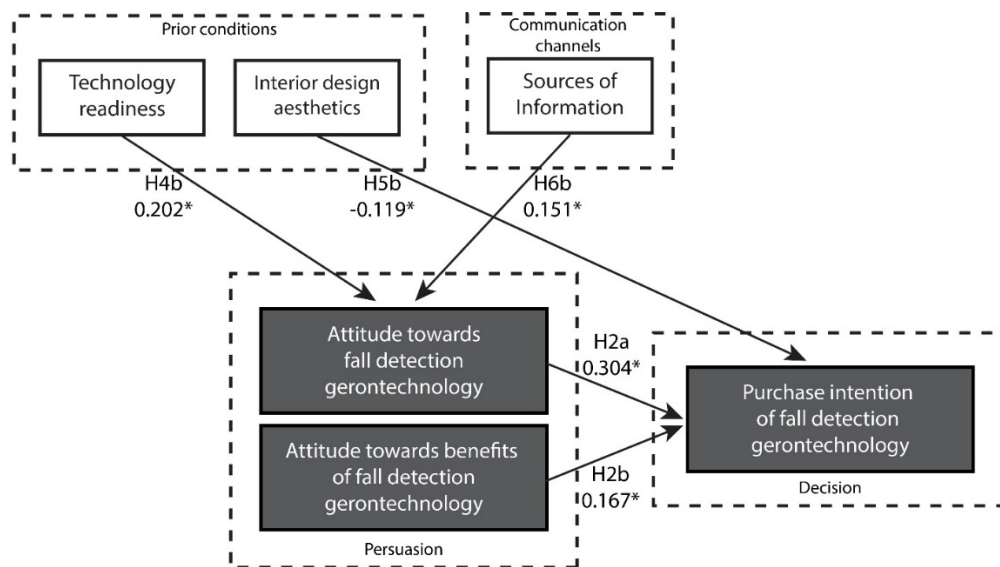 Prior conditions
Technology
readiness
Interior design
aesthetics
Communication
channels
Sources of
Information
H4b
0.202*
H5b
-0.119*
H6b
0.151*
Attitude towards
fall detection
gerontechnology
Attitude towards benefits
of fall detection
gerontechnology
Persuasion
H2a
0.304*
H2b
0.167*
Purchase intention
of fall detection
gerontechnology
Decision